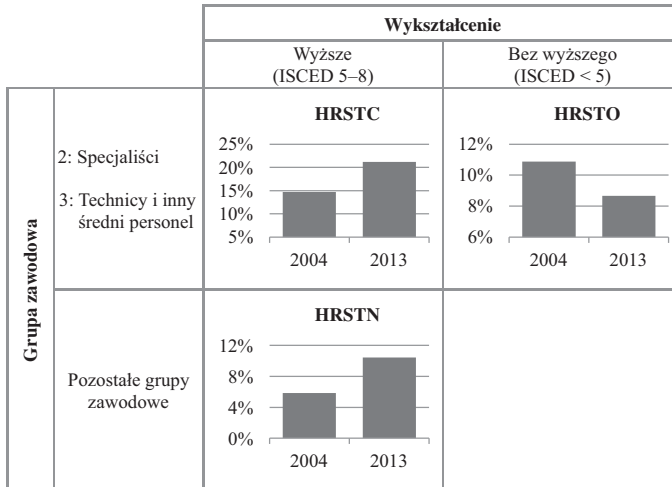 Wykształcenie
Wyższe
(ISCED 5–8)
Bez wyższego
(ISCED < 5)
Grupa zawodowa
2: Specjaliści
3: Technicy i inny
średni personel
HRSTC
25%
20%
15%
10%
5%
2004 2013
HRSTO
12%
10%
8%
6%
2004 2013
Pozostałe grupy
zawodowe
HRSTN
12%
8%
4%
0%
2004 2013